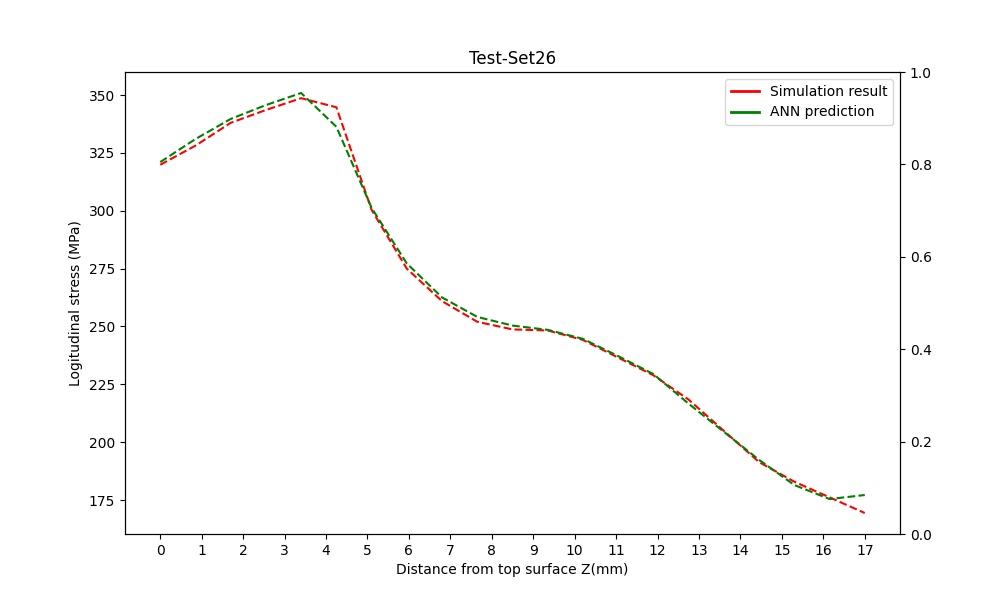 Test-Set26
Simulation result
ANN prediction
350
325
300
275
250
225
200
175
Logitudinal stress (MPa)
1.0
0.8
0.6
0.4
0.2
0.0
0 1 2 3 4 5 6 7 8 9 10 11 12 13 14 15 16 17
Distance from top surface Z(mm)